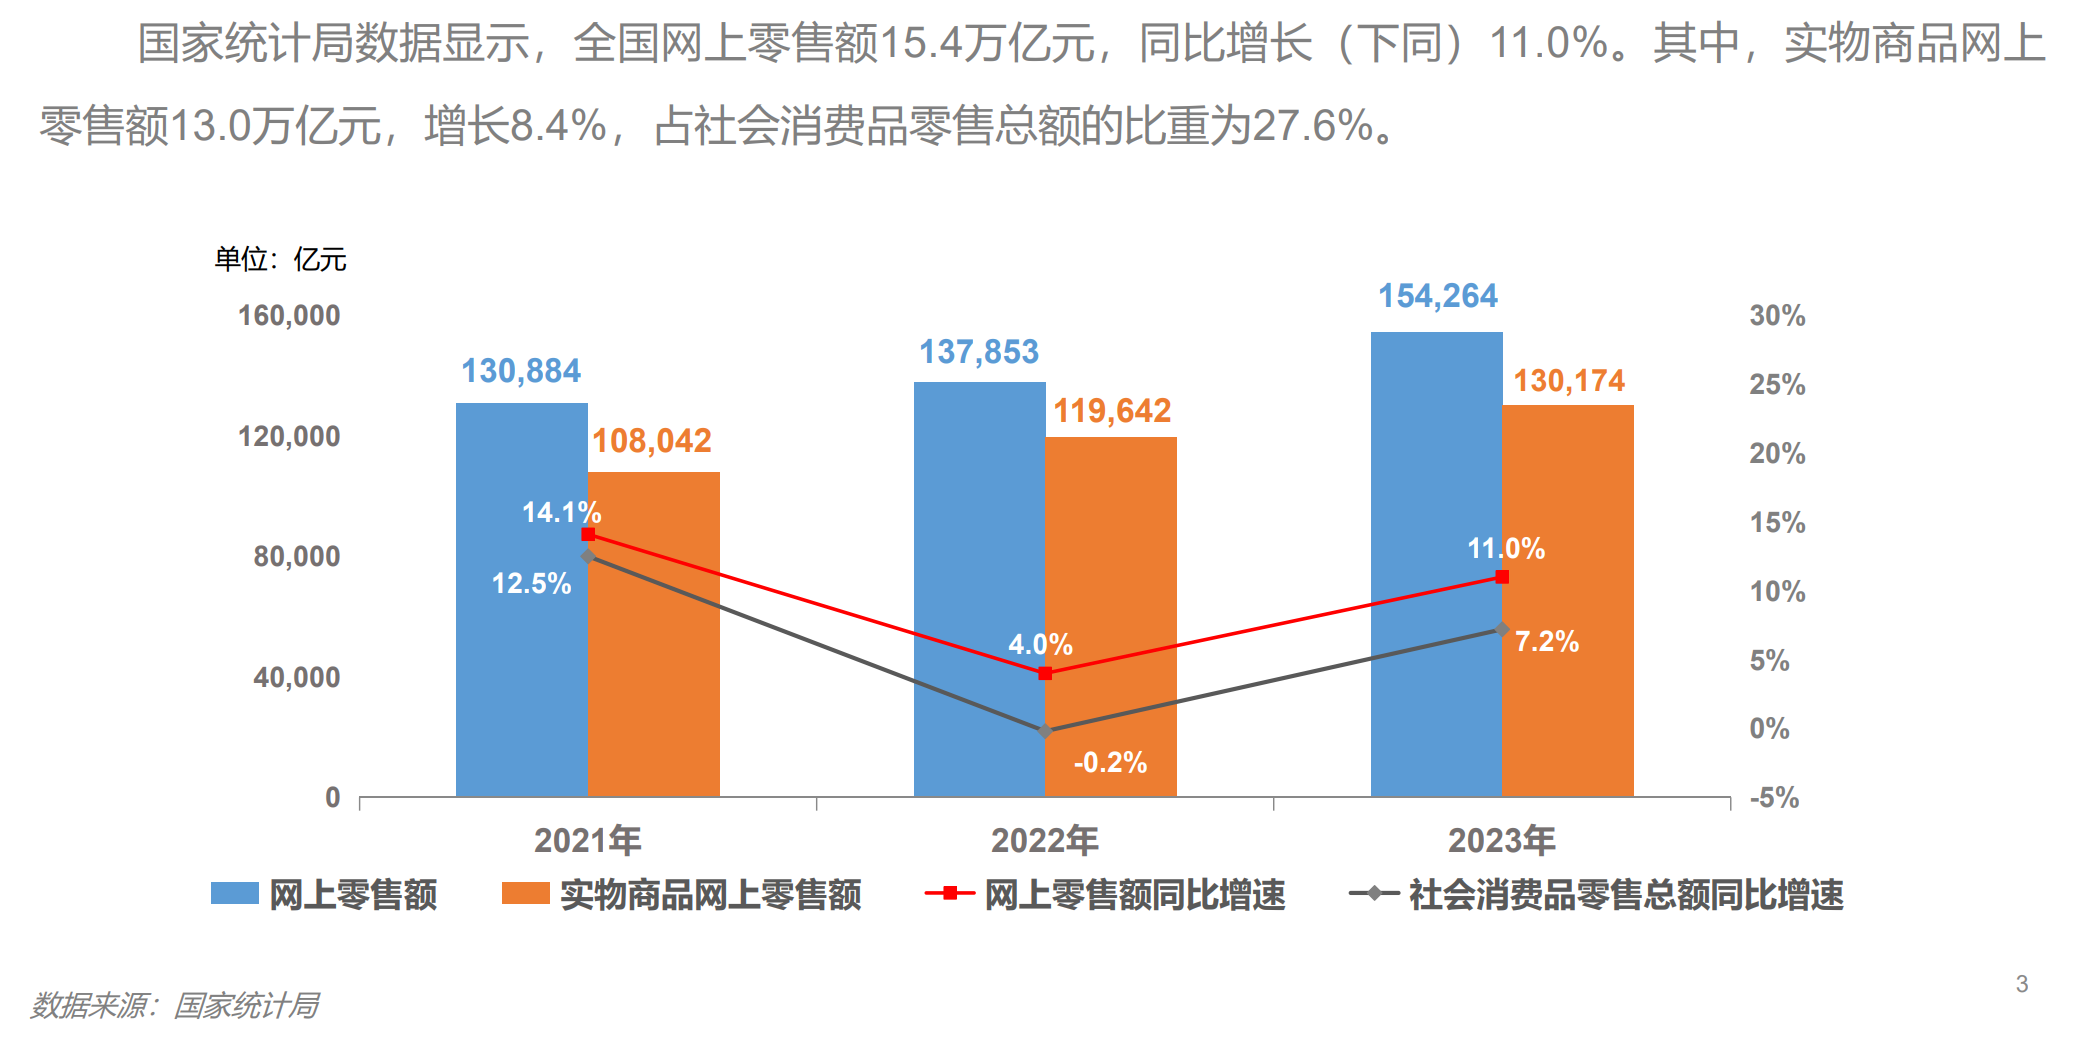 国家统计局数据显示，全国网上零售额15.4万亿元，同比增长（下同）11.0%。其中，实物商品网上
零售额13.0万亿元，增长8.4%，占社会消费品零售总额的比重为27.6%。
单位：亿元
160,000
120,000
80,000
40,000
0
130,884
108,042
137,853
119,642
154,264
130,174
14.1%
12.5%
4.0%
-0.2%
11.0%
7.2%
30%
25%
20%
15%
10%
5%
0%
-5%
2021年
2022年
2023年
网上零售额
实物商品网上零售额
网上零售额同比增速
社会消费品零售总额同比增速
数据来源：国家统计局
3